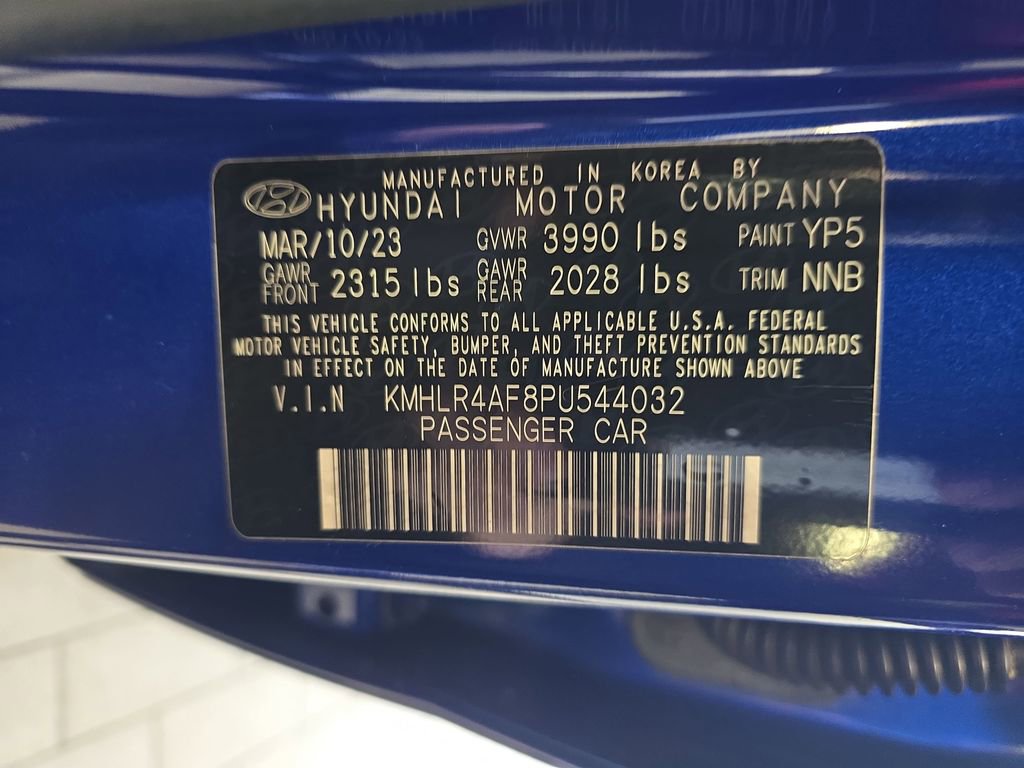 MANUFACTURED IN KOREA BY
HYUNDAI MOTOR COMPANY
MAR/10/23 GVWR 3990 lbs PAINT YP5
GAWR FRONT 2315 lbs GAWR REAR 2028 lbs TRIM NNB
THIS VEHICLE CONFORMS TO ALL APPLICABLE U.S.A. FEDERAL
MOTOR VEHICLE SAFETY, BUMPER, AND THEFT PREVENTION STANDARDS
IN EFFECT ON THE DATE OF MANUFACTURE SHOWN ABOVE
V.I.N KMHLR4AF8PU544032
PASSENGER CAR